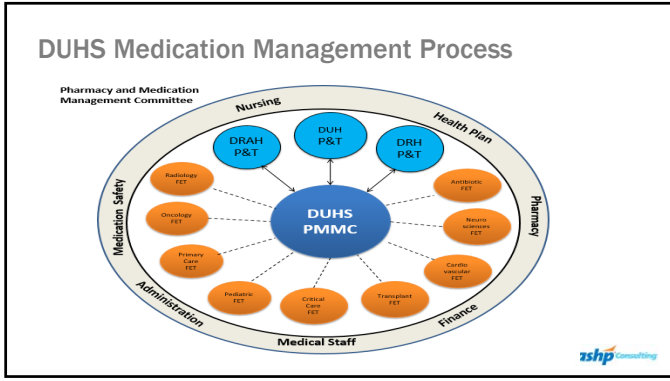 DUHS Medication Management Process
Pharmacy and Medication
Management Committee
Nursing
Health Plan
DRAH
P&T
DUH
P&T
DRH
P&T
Radiology
FET
Antibiotic
FET
Medication Safety
Pharmacy
Oncology
FET
DUHS
PMMC
Neuro
sciences
FET
Primary
Care
FET
Cardio
vascular
FET
Pediatric
FET
Critical
Care
FET
Transplant
FET
Administration
Finance
Medical Staff
ashp Consulting